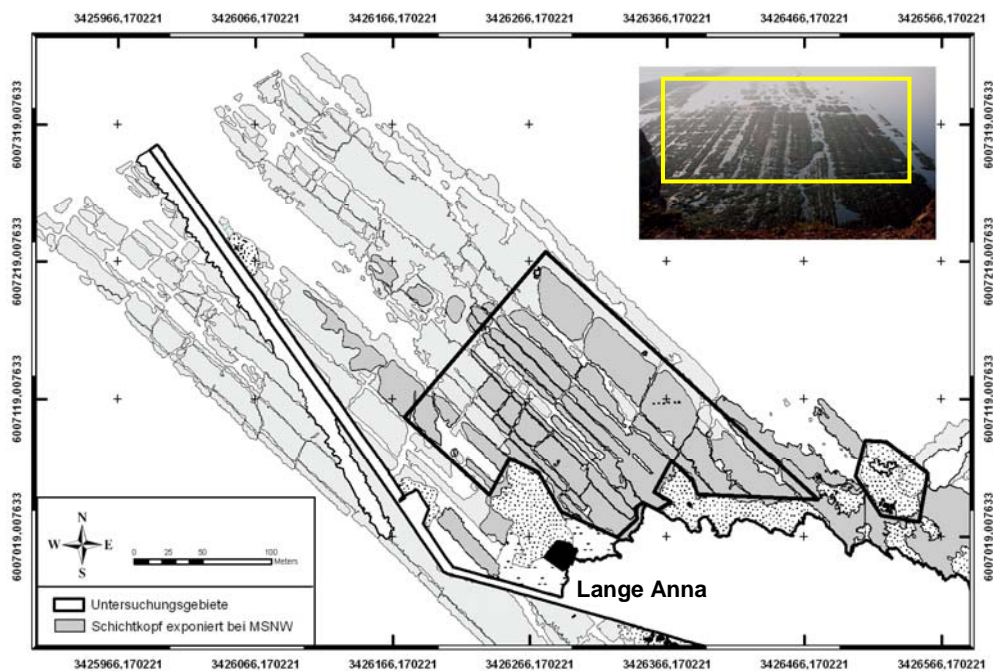 3425966,170221 3426066,170221 3426166,170221 3426266,170221 3426366,170221 3426466,170221 3426566,170221
6007319,007633 6007319,007633
6007219,007633 6007219,007633
6007119,007633 6007119,007633
6007019,007633 6007019,007633
N
W E
S
0 50 100
Meters
Lange Anna
Untersuchungsgebiete
Schichtkopf exponiert bei MSNW
3425966,170221 3426066,170221 3426166,170221 3426266,170221 3426366,170221 3426466,170221 3426566,170221